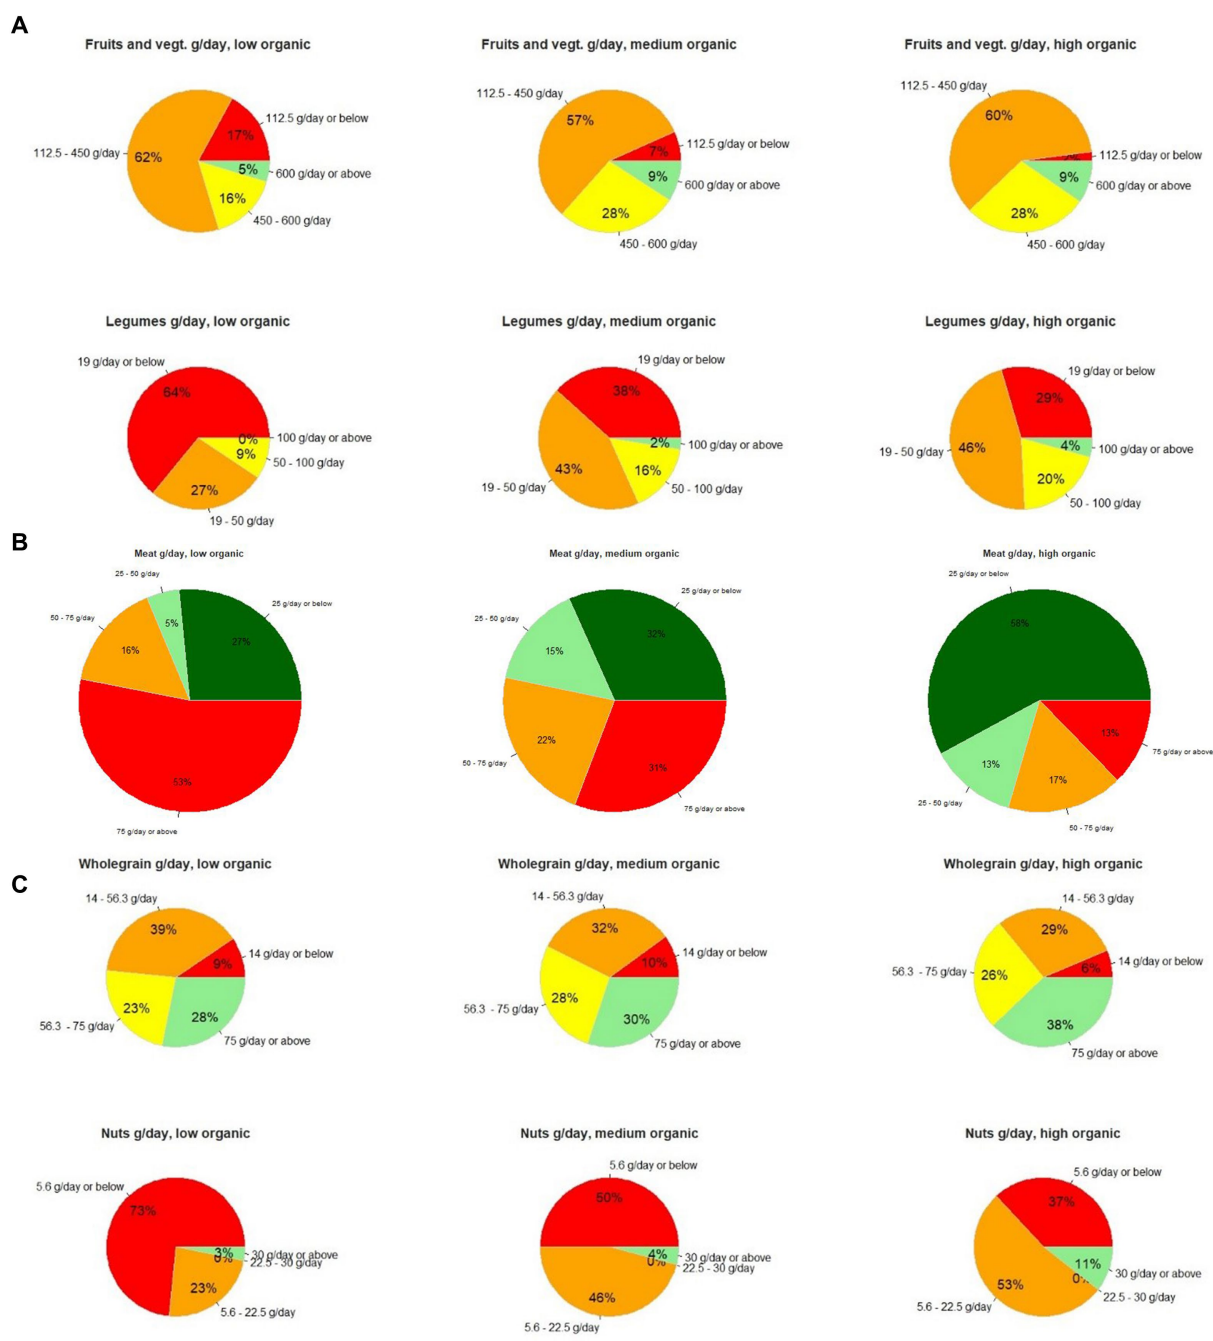 A
Fruits and vegt. g/day, low organic
112.5 g/day or below
17%
112.5 - 450 g/day
62%
5%
600 g/day or above
16%
450 - 600 g/day
Fruits and vegt. g/day, medium organic
112.5 - 450 g/day
57%
112.5 g/day or below
7%
9%
600 g/day or above
28%
450 - 600 g/day
Fruits and vegt. g/day, high organic
112.5 - 450 g/day
60%
112.5 g/day or below
9%
600 g/day or above
28%
450 - 600 g/day
Legumes g/day, low organic
19 g/day or below
64%
0%
100 g/day or above
9%
50 - 100 g/day
27%
19 - 50 g/day
Legumes g/day, medium organic
19 g/day or below
38%
2%
100 g/day or above
43%
16%
19 - 50 g/day
50 - 100 g/day
Legumes g/day, high organic
19 g/day or below
29%
19 - 50 g/day
46%
4%
100 g/day or above
20%
50 - 100 g/day
B
Meat g/day, low organic
25 - 50 g/day
25 g/day or below
50 - 75 g/day
5%
27%
16%
53%
75 g/day or above
Meat g/day, medium organic
25 g/day or below
25 - 50 g/day
32%
15%
22%
50 - 75 g/day
31%
75 g/day or above
Meat g/day, high organic
25 g/day or below
58%
13%
75 g/day or above
13%
17%
25 - 50 g/day
50 - 75 g/day
C
Wholegrain g/day, low organic
14 - 56.3 g/day
39%
14 g/day or below
9%
23%
28%
56.3 - 75 g/day
75 g/day or above
Wholegrain g/day, medium organic
14 - 56.3 g/day
32%
14 g/day or below
10%
28%
56.3 - 75 g/day
30%
75 g/day or above
Wholegrain g/day, high organic
14 - 56.3 g/day
29%
14 g/day or below
6%
56.3 - 75 g/day
26%
38%
75 g/day or above
Nuts g/day, low organic
5.6 g/day or below
73%
3%
30 g/day or above
0%
22.5 - 30 g/day
23%
5.6 - 22.5 g/day
Nuts g/day, medium organic
5.6 g/day or below
50%
4%
30 g/day or above
0%
22.5 - 30 g/day
46%
5.6 - 22.5 g/day
Nuts g/day, high organic
5.6 g/day or below
37%
11%
30 g/day or above
53%
0%
22.5 - 30 g/day
5.6 - 22.5 g/day